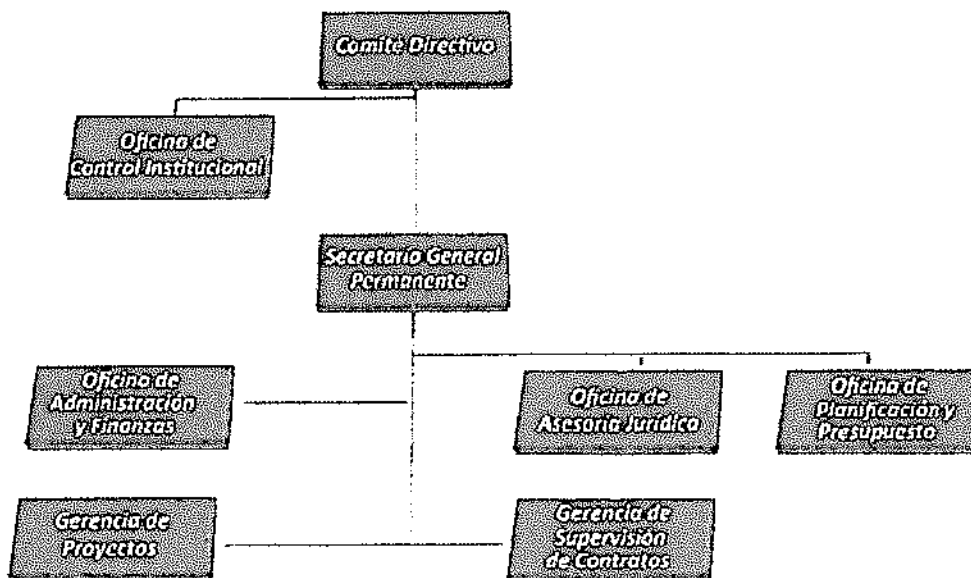 Comité Directivo
Oficina de
Control Institucional
Secretario General
Permanente
Oficina de
Administración
y Finanzas
Oficina de
Asesoría Jurídica
Oficina de
Planificación y
Presupuesto
Gerencia de
Proyectos
Gerencia de
Supervisión
de Contratos